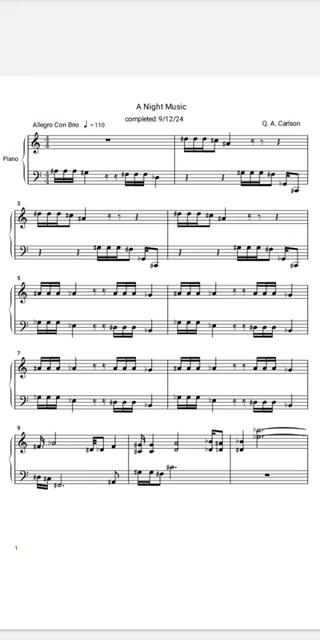 A Night Music
completed: 9/12/24
Allegro Con Brio ♩ = 110
Q. A. Carlson
Piano
3
5
7
9
1